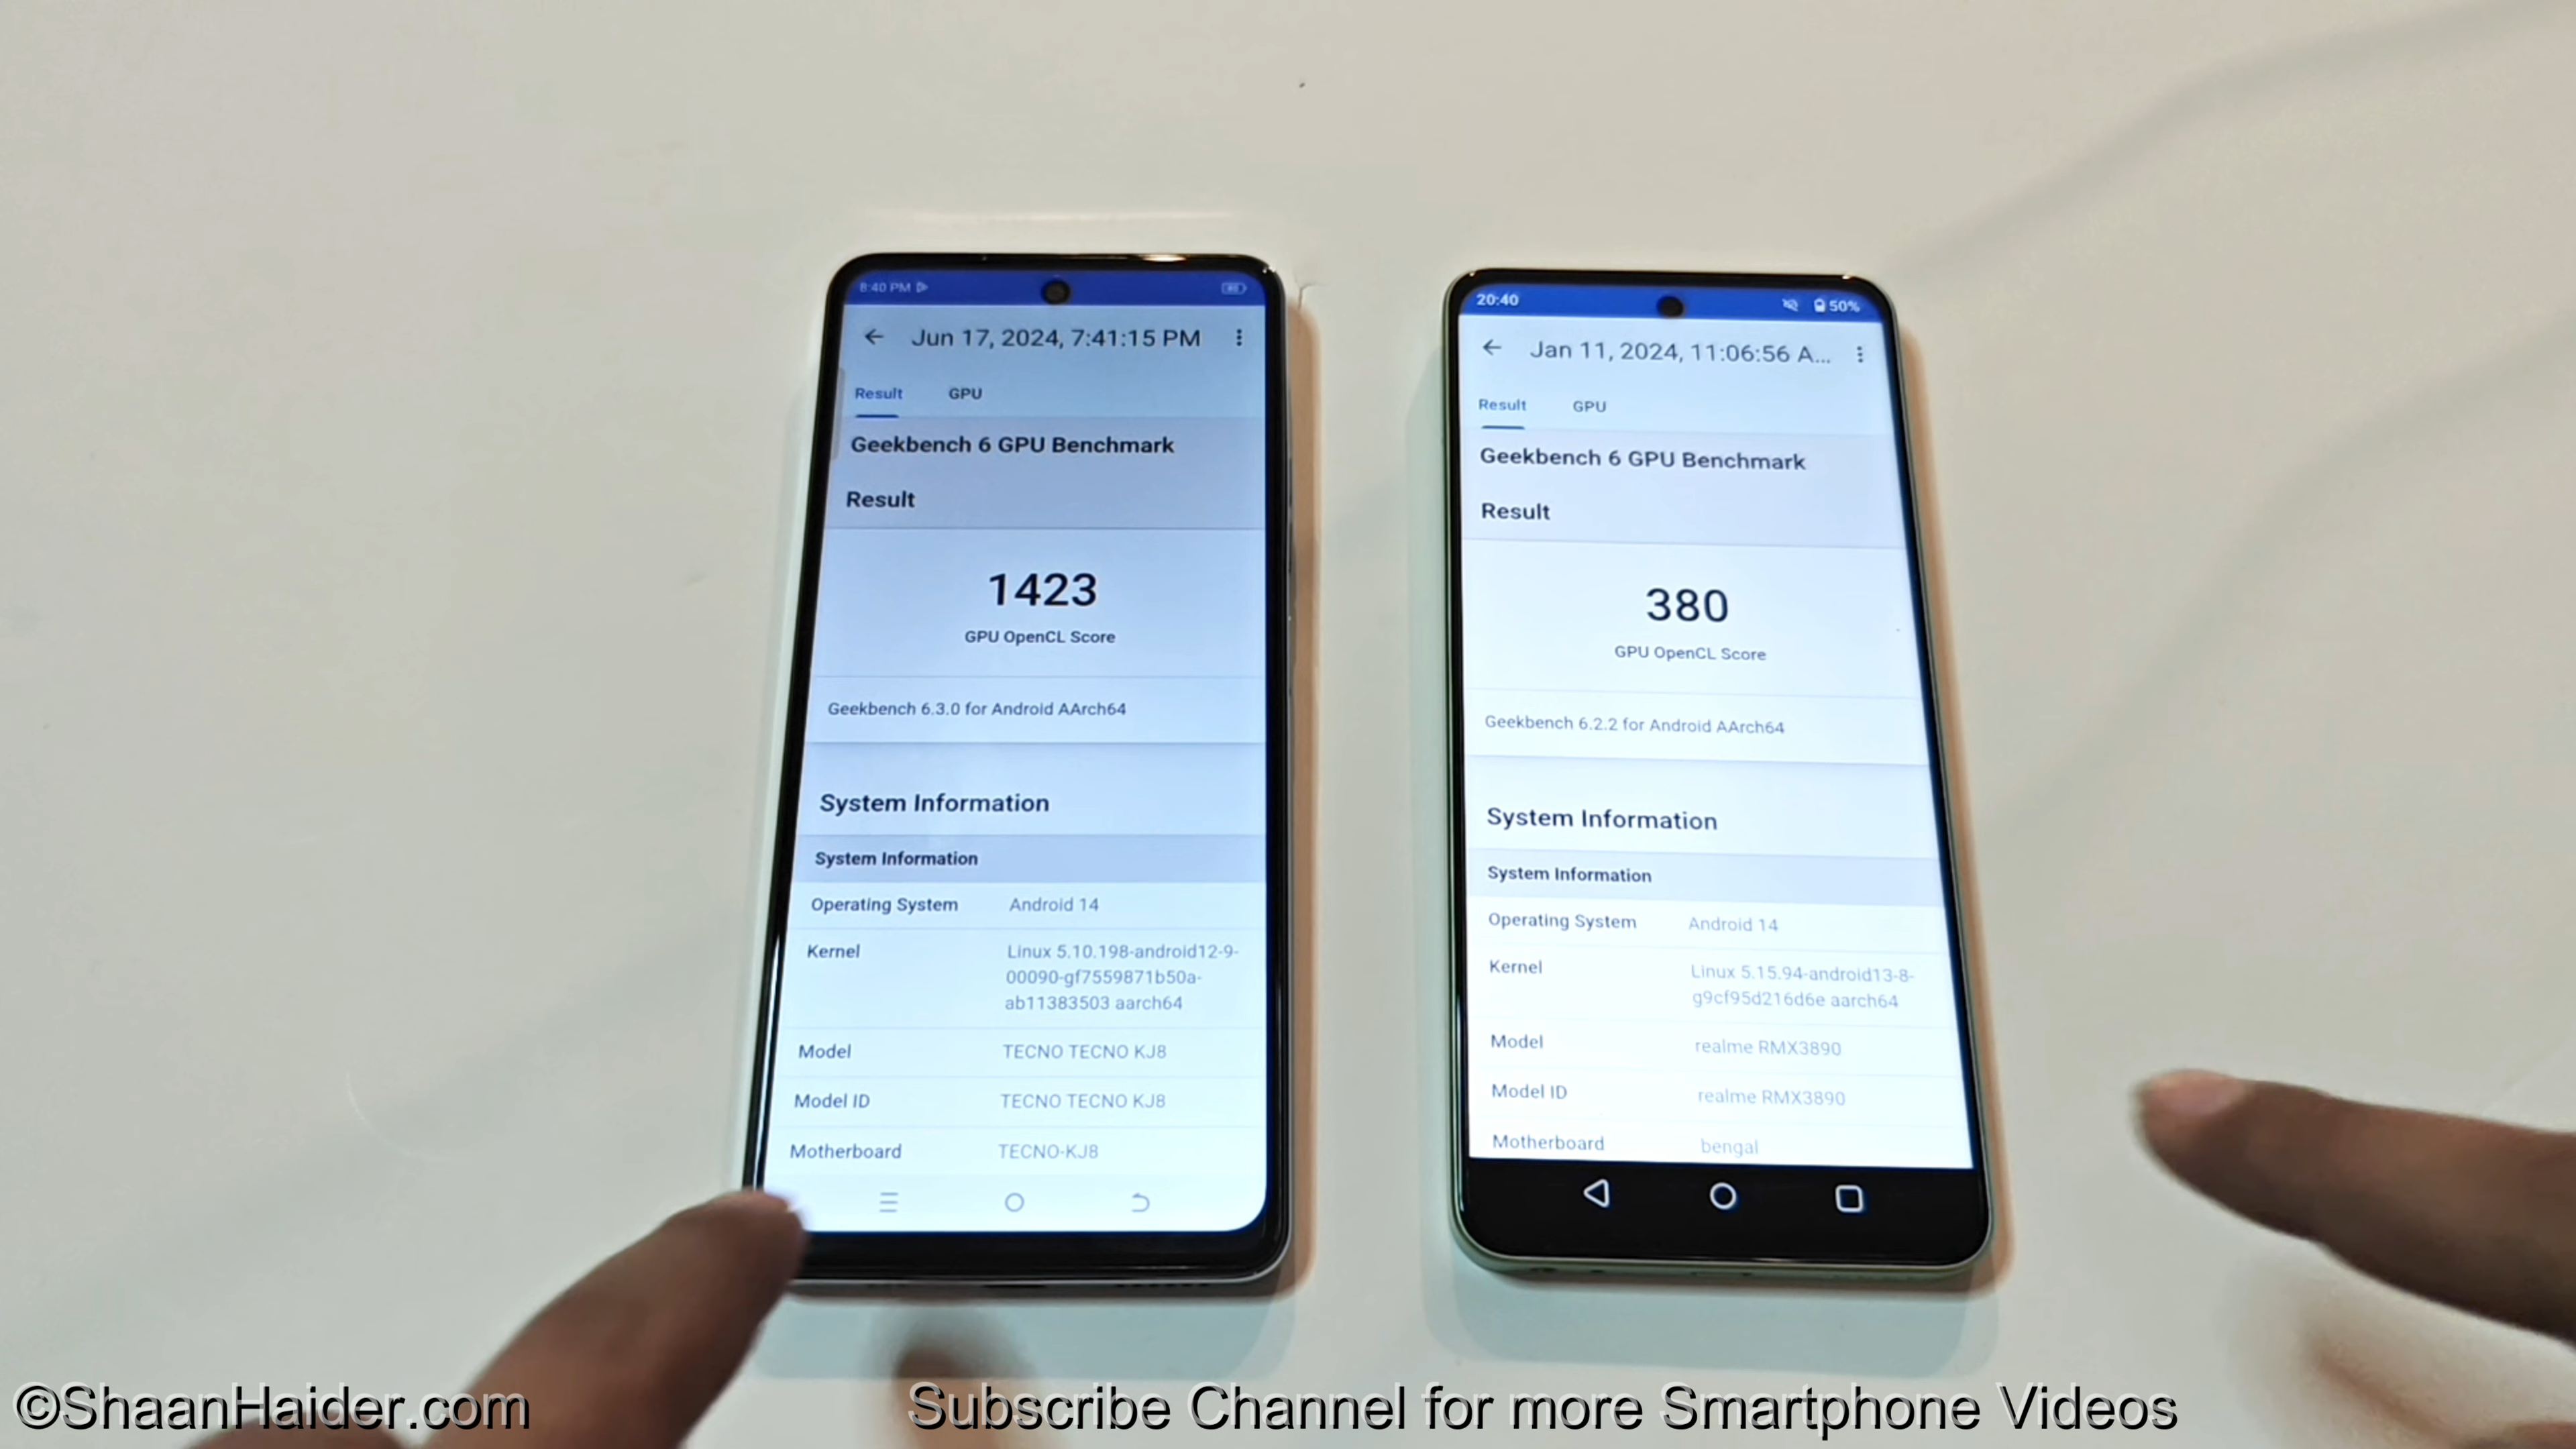 8:40 PM
Jun 17, 2024, 7:41:15 PM
Result GPU
Geekbench 6 GPU Benchmark
Result
1423
GPU OpenCL Score
Geekbench 6.3.0 for Android AArch64
System Information
System Information
Operating System Android 14
Kernel Linux 5.10.198-android12-9-
00090-gf7559871b50a-
ab11383503 aarch64
Model TECNO TECNO KJ8
Model ID TECNO TECNO KJ8
Motherboard TECNO-KJ8
20:40 50%
Jan 11, 2024, 11:06:56 A...
Result GPU
Geekbench 6 GPU Benchmark
Result
380
GPU OpenCL Score
Geekbench 6.2.2 for Android AArch64
System Information
System Information
Operating System Android 14
Kernel Linux 5.15.94-android13-8-
g9cf95d216d6e aarch64
Model realme RMX3890
Model ID realme RMX3890
Motherboard bengal
©ShaanHaider.com
Subscribe Channel for more Smartphone Videos